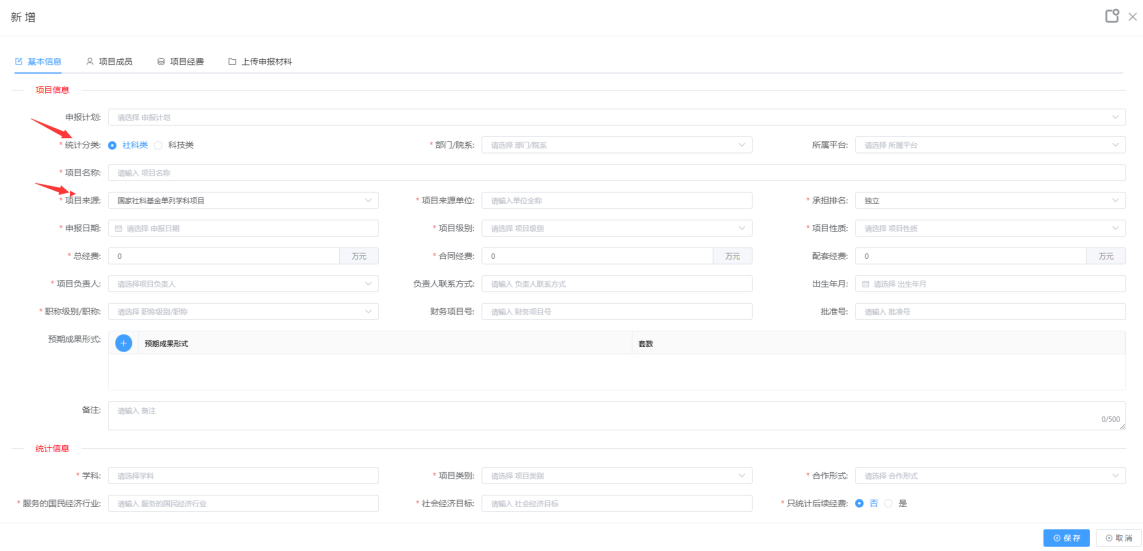 新增
基本信息 项目成员 项目经费 上传申报材料
项目信息
申报计划: 请选择 申报计划
* 统计分类: 社科类 科技类 * 部门/院系: 请选择 部门/院系 所属平台: 请选择 所属平台
* 项目名称: 请输入 项目名称
* 项目来源: 国家社科基金单列学科项目 * 项目来源单位: 请输入单位全称 * 承担排名: 独立
* 申报日期: 请选择 申报日期 * 项目级别: 请选择 项目级别 * 项目性质: 请选择 项目性质
* 总经费: 0 万元 * 合同经费: 0 万元 配套经费: 0 万元
* 项目负责人: 请选择项目负责人 负责人联系方式: 请输入 负责人联系方式 出生年月: 请选择 出生年月
* 职称级别/职称: 请选择 职称级别/职称 财务项目号: 请输入 财务项目号 批准号: 请输入 批准号
预期成果形式: 预期成果形式 套数
备注: 请输入 备注
0/500
统计信息
* 学科: 请选择学科 * 项目类别: 请选择 项目类别 * 合作形式: 请选择 合作形式
* 服务的国民经济行业: 请输入 服务的国民经济行业 * 社会经济目标: 请输入 社会经济目标 * 只统计后续经费: 否 是
保存 取消